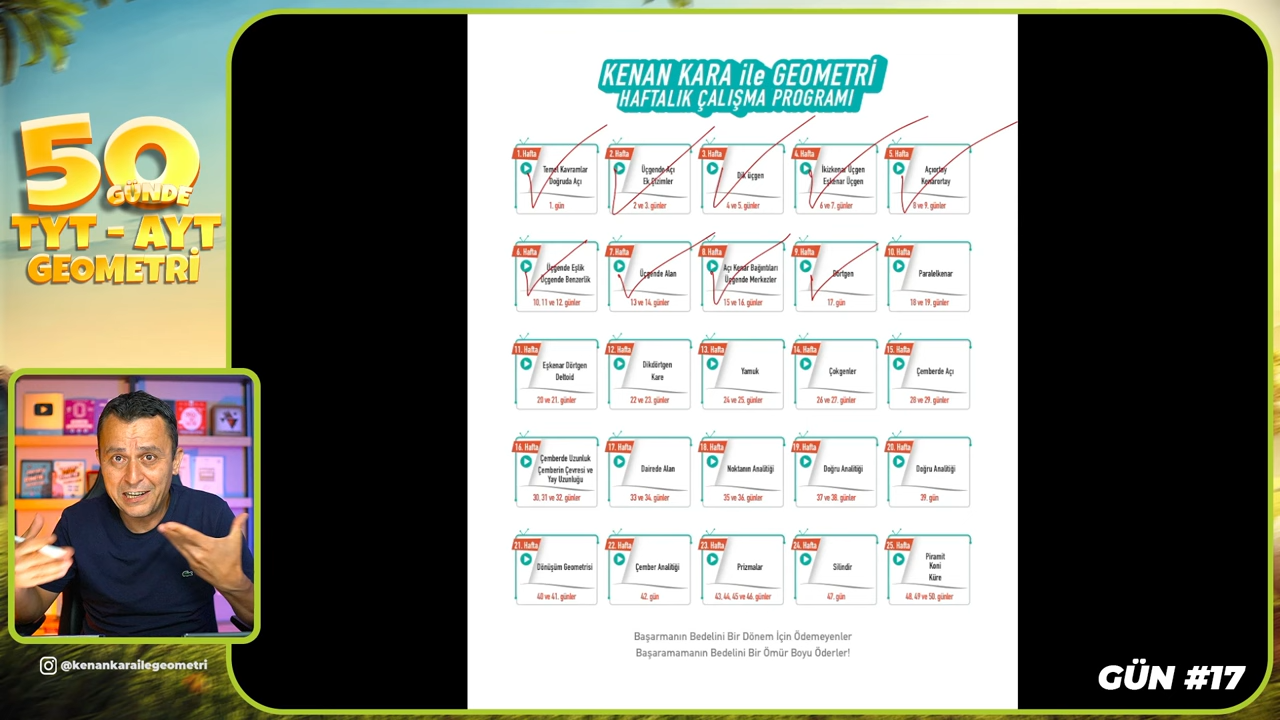 50
GÜNDE
TYT - AYT
GEOMETRİ
@kenankarailegeometri
KENAN KARA ile GEOMETRİ
HAFTALIK ÇALIŞMA PROGRAMI
1. Hafta
Temel Kavramlar
Doğruda Açı
1. gün
2. Hafta
Üçgende Açı
Ek Çizimler
2 ve 3. günler
3. Hafta
Dik Üçgen
4 ve 5. günler
4. Hafta
İkizkenar Üçgen
Eşkenar Üçgen
6 ve 7. günler
5. Hafta
Açıortay
Kenarortay
8 ve 9. günler
6. Hafta
Üçgende Eşlik
Üçgende Benzerlik
10, 11 ve 12. günler
7. Hafta
Üçgende Alan
13 ve 14. günler
8. Hafta
Açı Kenar Bağıntıları
Üçgende Merkezler
15 ve 16. günler
9. Hafta
Dörtgen
17. gün
10. Hafta
Paralelkenar
18 ve 19. günler
11. Hafta
Eşkenar Dörtgen
Deltoid
20 ve 21. günler
12. Hafta
Dikdörtgen
Kare
22 ve 23. günler
13. Hafta
Yamuk
24 ve 25. günler
14. Hafta
Çokgenler
26 ve 27. günler
15. Hafta
Çemberde Açı
28 ve 29. günler
16. Hafta
Çemberde Uzunluk
Çemberin Çevresi ve
Yay Uzunluğu
30, 31 ve 32. günler
17. Hafta
Dairede Alan
33 ve 34. günler
18. Hafta
Noktanın Analitiği
35 ve 36. günler
19. Hafta
Doğru Analitiği
37 ve 38. günler
20. Hafta
Doğru Analitiği
39. gün
21. Hafta
Dönüşüm Geometrisi
40 ve 41. günler
22. Hafta
Çember Analitiği
42. gün
23. Hafta
Prizmalar
43, 44, 45 ve 46. günler
24. Hafta
Silindir
47. gün
25. Hafta
Piramit
Koni
Küre
48, 49 ve 50. günler
Başarmanın Bedelini Bir Dönem İçin Ödemeyenler
Başaramamanın Bedelini Bir Ömür Boyu Öderler!
GÜN #17